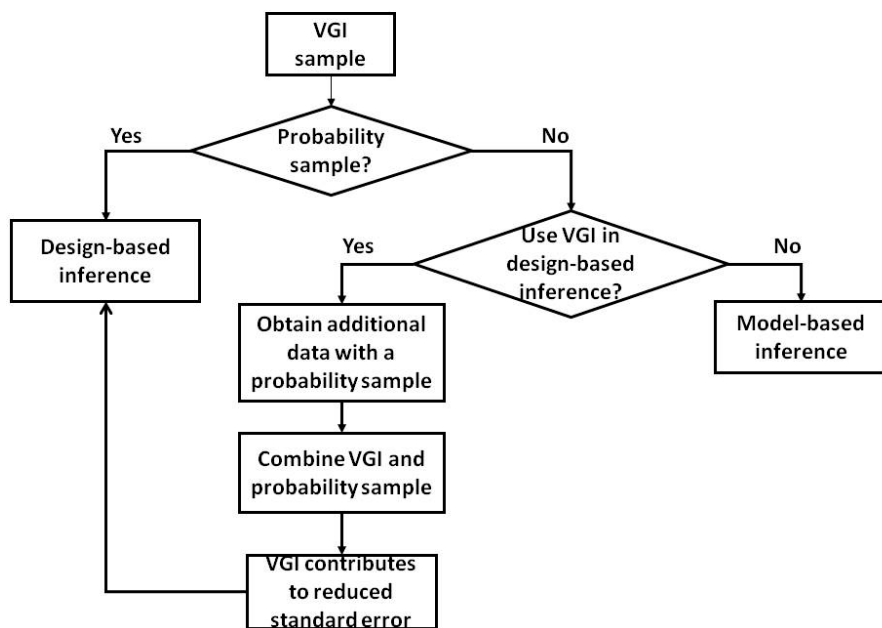 VGI
sample
Probability
sample?
Yes
No
Design-based
inference
Use VGI in
design-based
inference?
Yes
No
Obtain additional
data with a
probability sample
Model-based
inference
Combine VGI and
probability sample
VGI contributes
to reduced
standard error